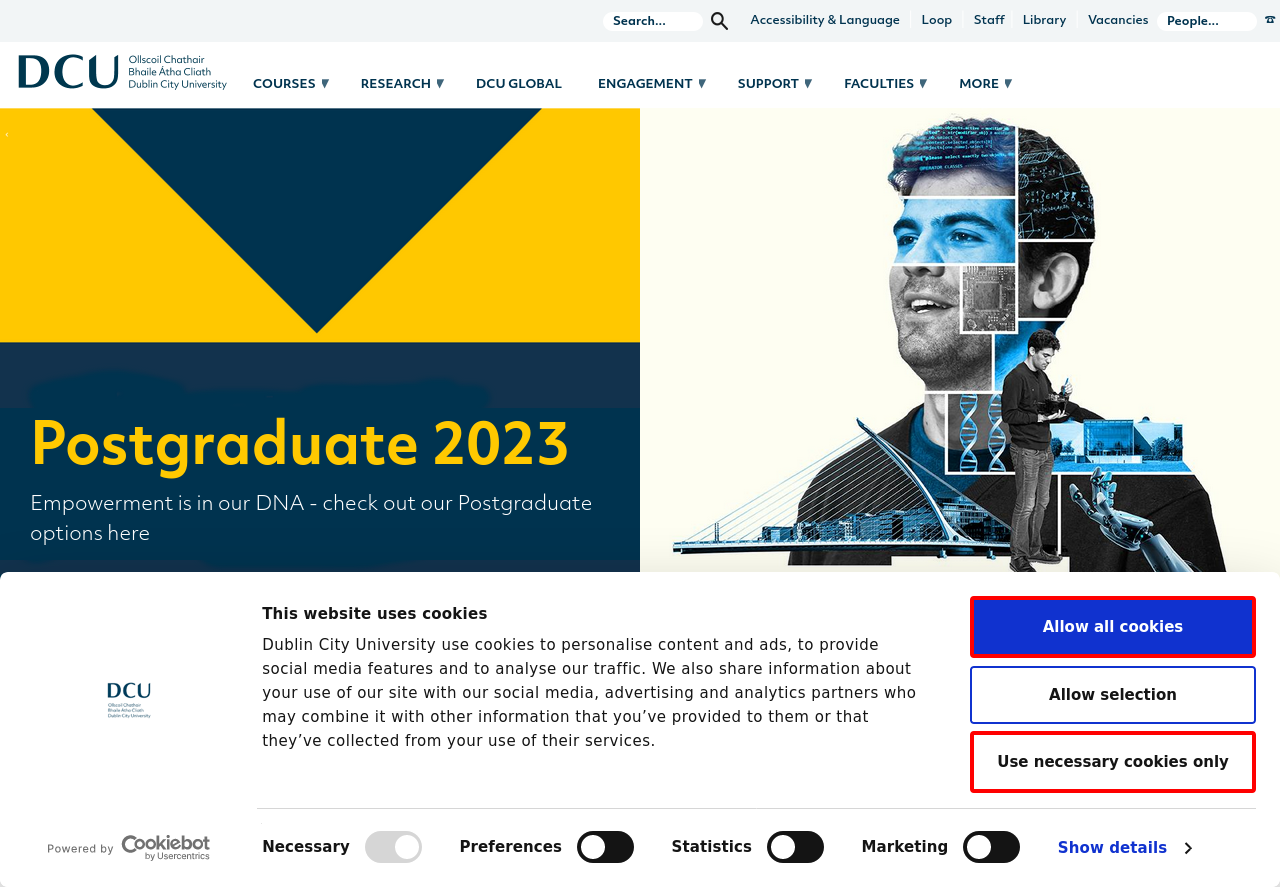 Search...
Accessibility & Language
Loop
Staff
Library
Vacancies
People...
DCU
Ollscoil Chathair
Bhaile Átha Cliath
Dublin City University
COURSES
RESEARCH
DCU GLOBAL
ENGAGEMENT
SUPPORT
FACULTIES
MORE
Postgraduate 2023
Empowerment is in our DNA - check out our Postgraduate
options here
This website uses cookies
Dublin City University use cookies to personalise content and ads, to provide
social media features and to analyse our traffic. We also share information about
your use of our site with our social media, advertising and analytics partners who
may combine it with other information that you’ve provided to them or that
they’ve collected from your use of their services.
Allow all cookies
Allow selection
Use necessary cookies only
DCU
Ollscoil Chathair
Bhaile Átha Cliath
Dublin City University
Powered by Cookiebot
by Usercentrics
Necessary
Preferences
Statistics
Marketing
Show details